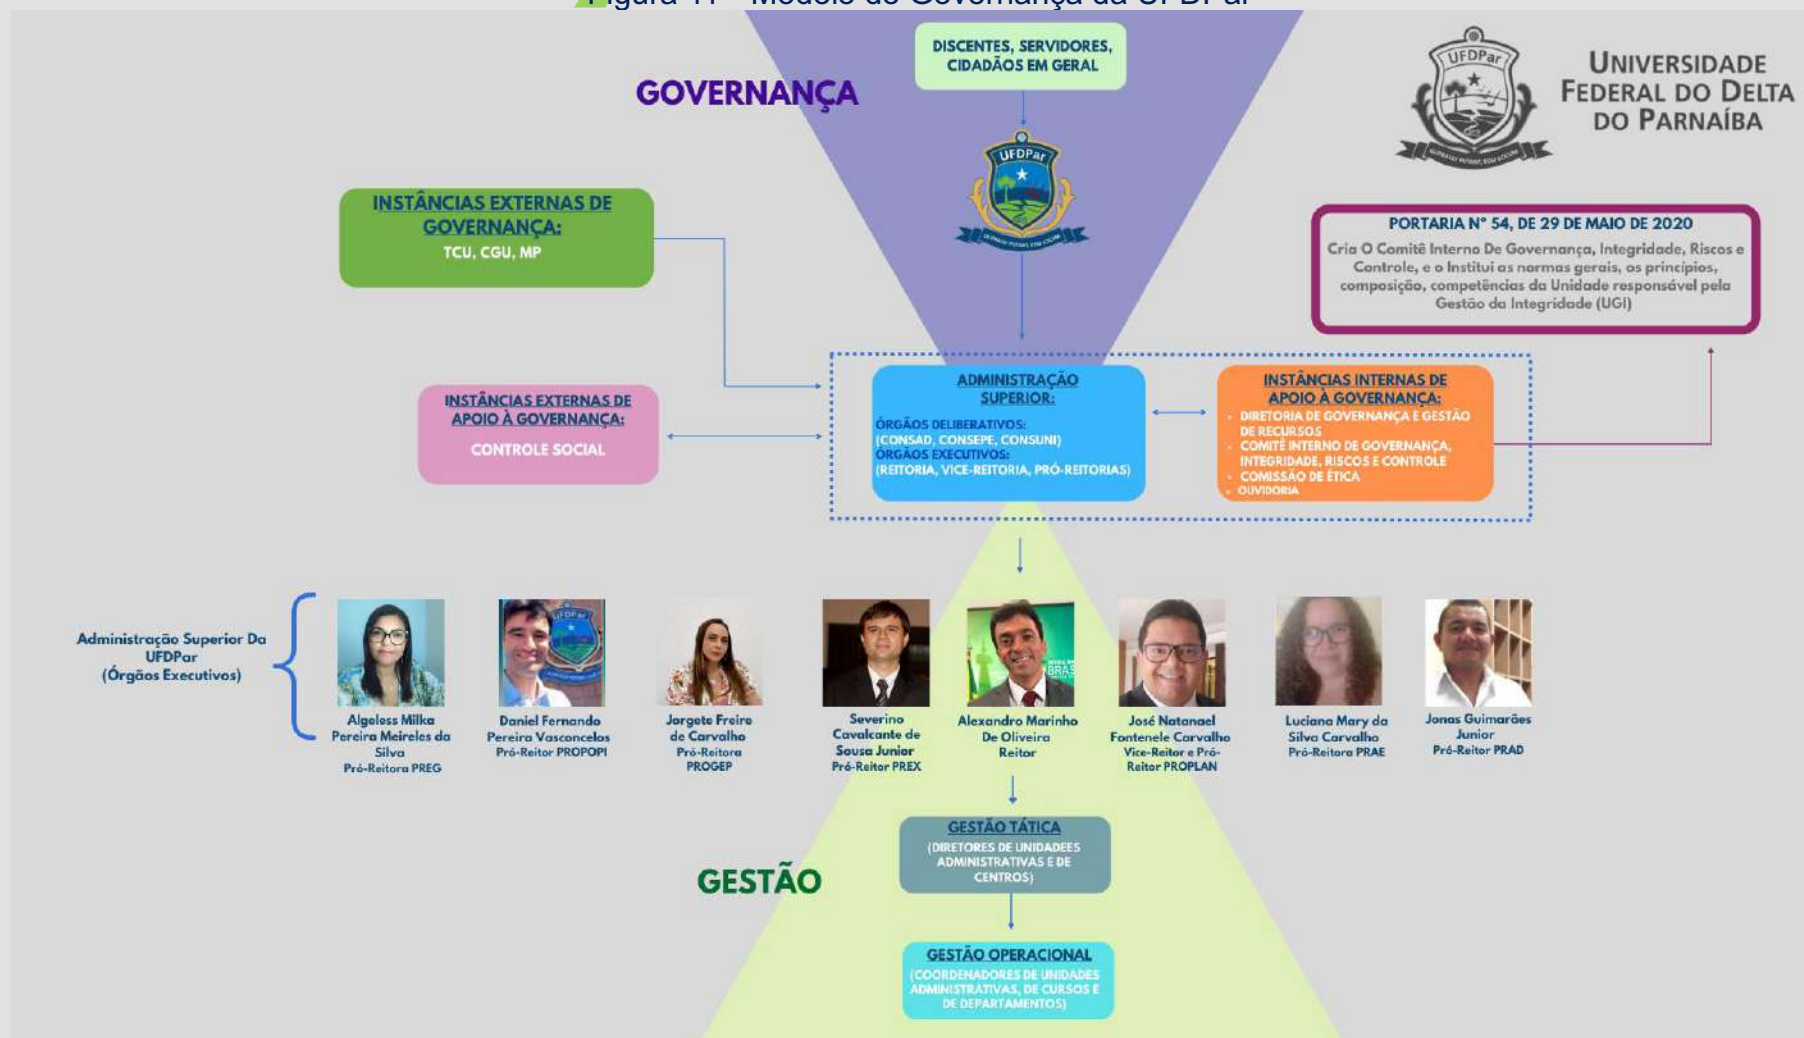 Modelo de Governança da UFDPar
DISCENTES, SERVIDORES,
CIDADÃOS EM GERAL
GOVERNANÇA
UFDPar
UNIVERSIDADE
FEDERAL DO DELTA
DO PARNAÍBA
UFDPar
INSTÂNCIAS EXTERNAS DE
GOVERNANÇA:
TCU, CGU, MP
PORTARIA Nº 54, DE 29 DE MAIO DE 2020
Cria O Comitê Interno De Governança, Integridade, Riscos e
Controle, e o Institui as normas gerais, os princípios,
composição, competências da Unidade responsável pela
Gestão da Integridade (UGI)
INSTÂNCIAS EXTERNAS DE
APOIO À GOVERNANÇA:
CONTROLE SOCIAL
ADMINISTRAÇÃO
SUPERIOR:
ÓRGÃOS DELIBERATIVOS:
(CONSAD, CONSEPE, CONSUNI)
ÓRGÃOS EXECUTIVOS:
(REITORIA, VICE-REITORIA, PRÓ-REITORIAS)
INSTÂNCIAS INTERNAS DE
APOIO À GOVERNANÇA:
• DIRETORIA DE GOVERNANÇA E GESTÃO
DE RECURSOS
• COMITÊ INTERNO DE GOVERNANÇA,
INTEGRIDADE, RISCOS E CONTROLE
• COMISSÃO DE ÉTICA
• OUVIDORIA
Administração Superior Da
UFDPar
(Órgãos Executivos)
Algeless Milka
Pereira Meireles da
Silva
Pró-Reitora PREG
Daniel Fernando
Pereira Vasconcelos
Pró-Reitor PROPOPI
Jorgete Freire
de Carvalho
Pró-Reitora
PROGEP
Severino
Cavalcante de
Sousa Junior
Pró-Reitor PREX
Alexandro Marinho
De Oliveira
Reitor
José Natanael
Fontenele Carvalho
Vice-Reitor e Pró-
Reitor PROPLAN
Luciana Mary da
Silva Carvalho
Pró-Reitora PRAE
Jonas Guimarães
Junior
Pró-Reitor PRAD
GESTÃO TÁTICA
(DIRETORES DE UNIDADEES
ADMINISTRATIVAS E DE
CENTROS)
GESTÃO
GESTÃO OPERACIONAL
(COORDENADORES DE UNIDADES
ADMINISTRATIVAS, DE CURSOS E
DE DEPARTAMENTOS)